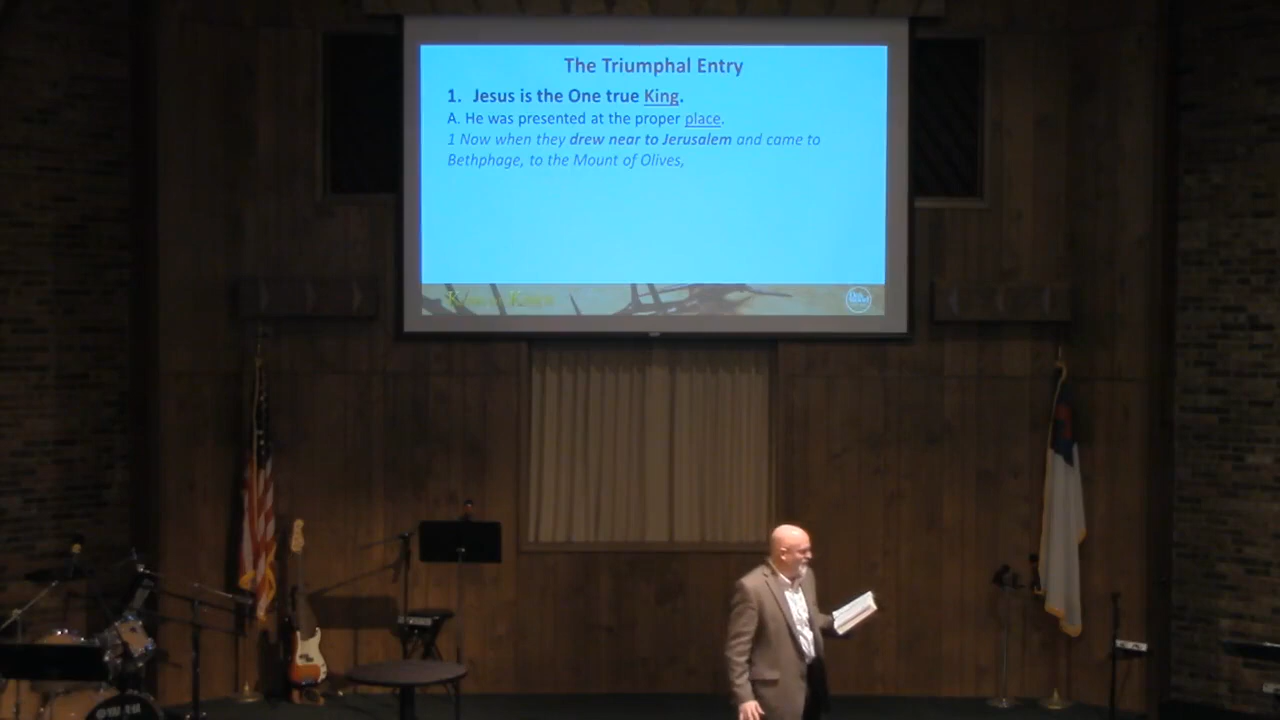 The Triumphal Entry
1. Jesus is the One true King.
A. He was presented at the proper place.
1 Now when they drew near to Jerusalem and came to
Bethphage, to the Mount of Olives,
YAMAHA